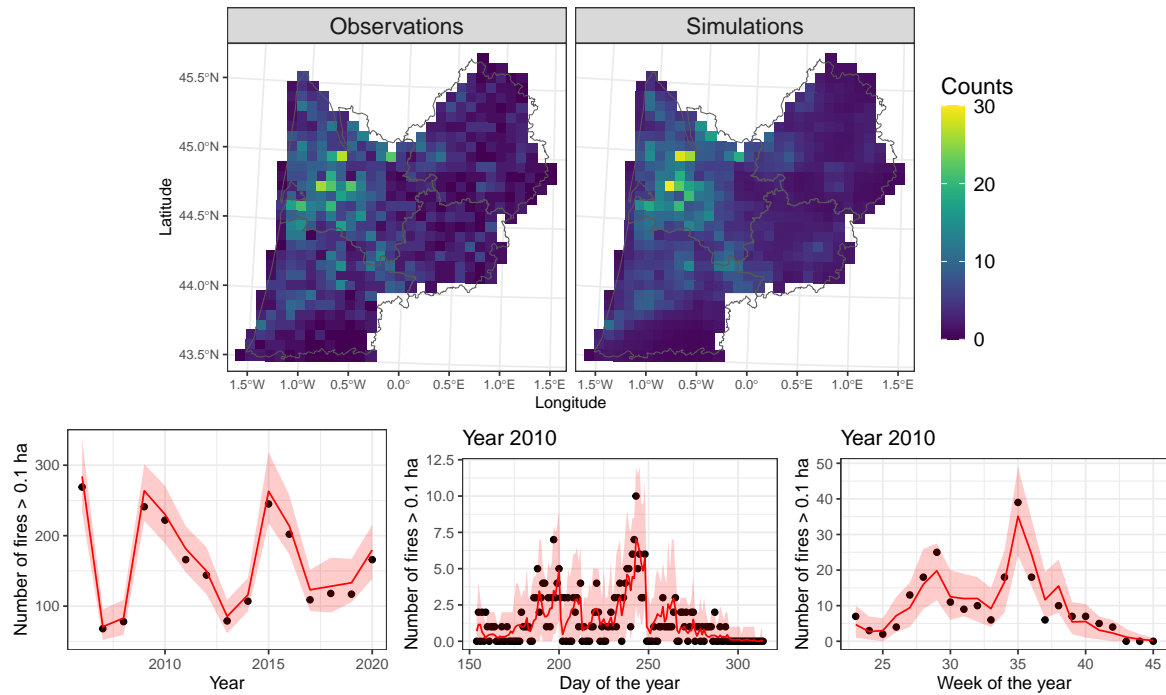 Observations
Simulations
45.5°N
45.0°N
44.5°N
44.0°N
43.5°N
Latitude
1.5°W 1.0°W 0.5°W 0.0° 0.5°E 1.0°E 1.5°E
1.5°W 1.0°W 0.5°W 0.0° 0.5°E 1.0°E 1.5°E
Longitude
Counts
30
20
10
0
Number of fires > 0.1 ha
300
200
100
2010 2015 2020
Year
Year 2010
Number of fires > 0.1 ha
12.5
10.0
7.5
5.0
2.5
0.0
150 200 250 300
Day of the year
Year 2010
Number of fires > 0.1 ha
50
40
30
20
10
0
25 30 35 40 45
Week of the year